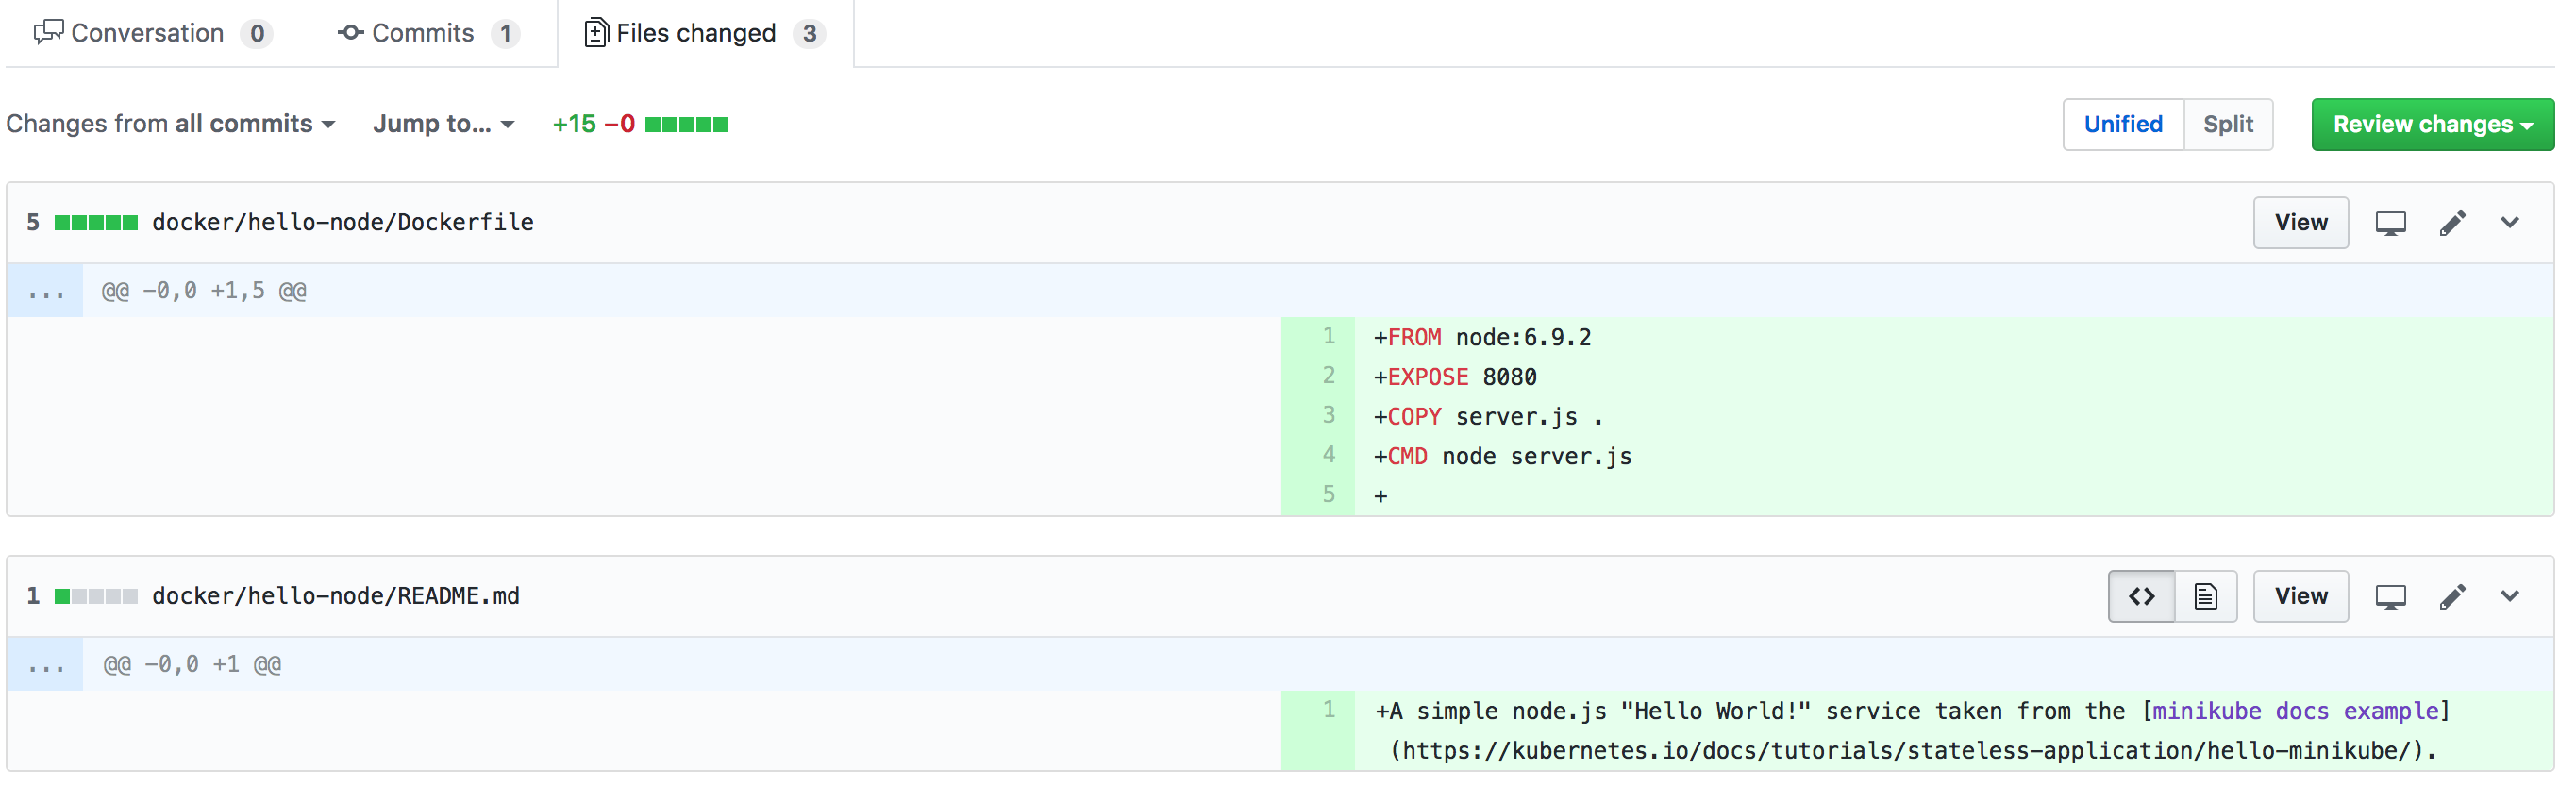 Conversation 0 Commits 1 Files changed 3
Changes from all commits Jump to... +15 −0 Unified Split Review changes
5 docker/hello-node/Dockerfile View
... @@ -0,0 +1,5 @@
1 +FROM node:6.9.2
2 +EXPOSE 8080
3 +COPY server.js .
4 +CMD node server.js
5 +
1 docker/hello-node/README.md <> View
... @@ -0,0 +1 @@
1 +A simple node.js "Hello World!" service taken from the [minikube docs example]
(https://kubernetes.io/docs/tutorials/stateless-application/hello-minikube/).